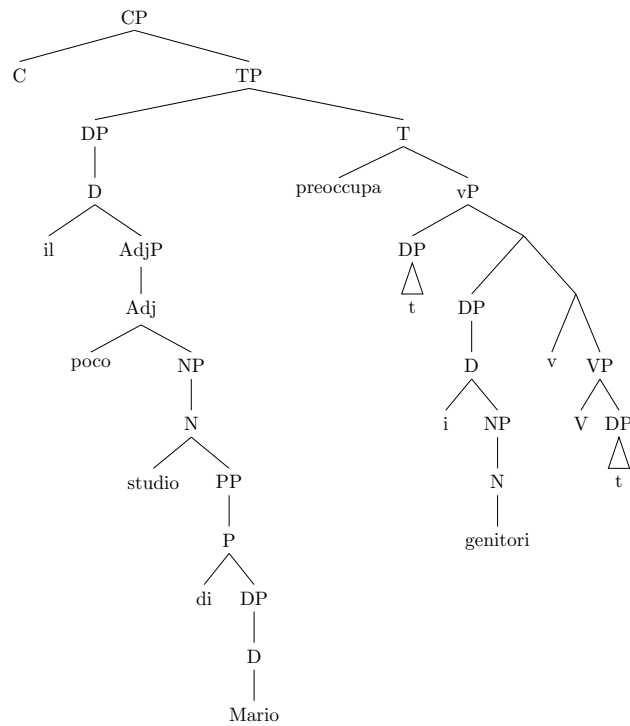 CP
C TP
DP T
D preoccupa vP
il AdjP DP
Adj t DP
poco NP D v VP
N i NP V DP
studio PP N t
P genitori
di DP
D
Mario